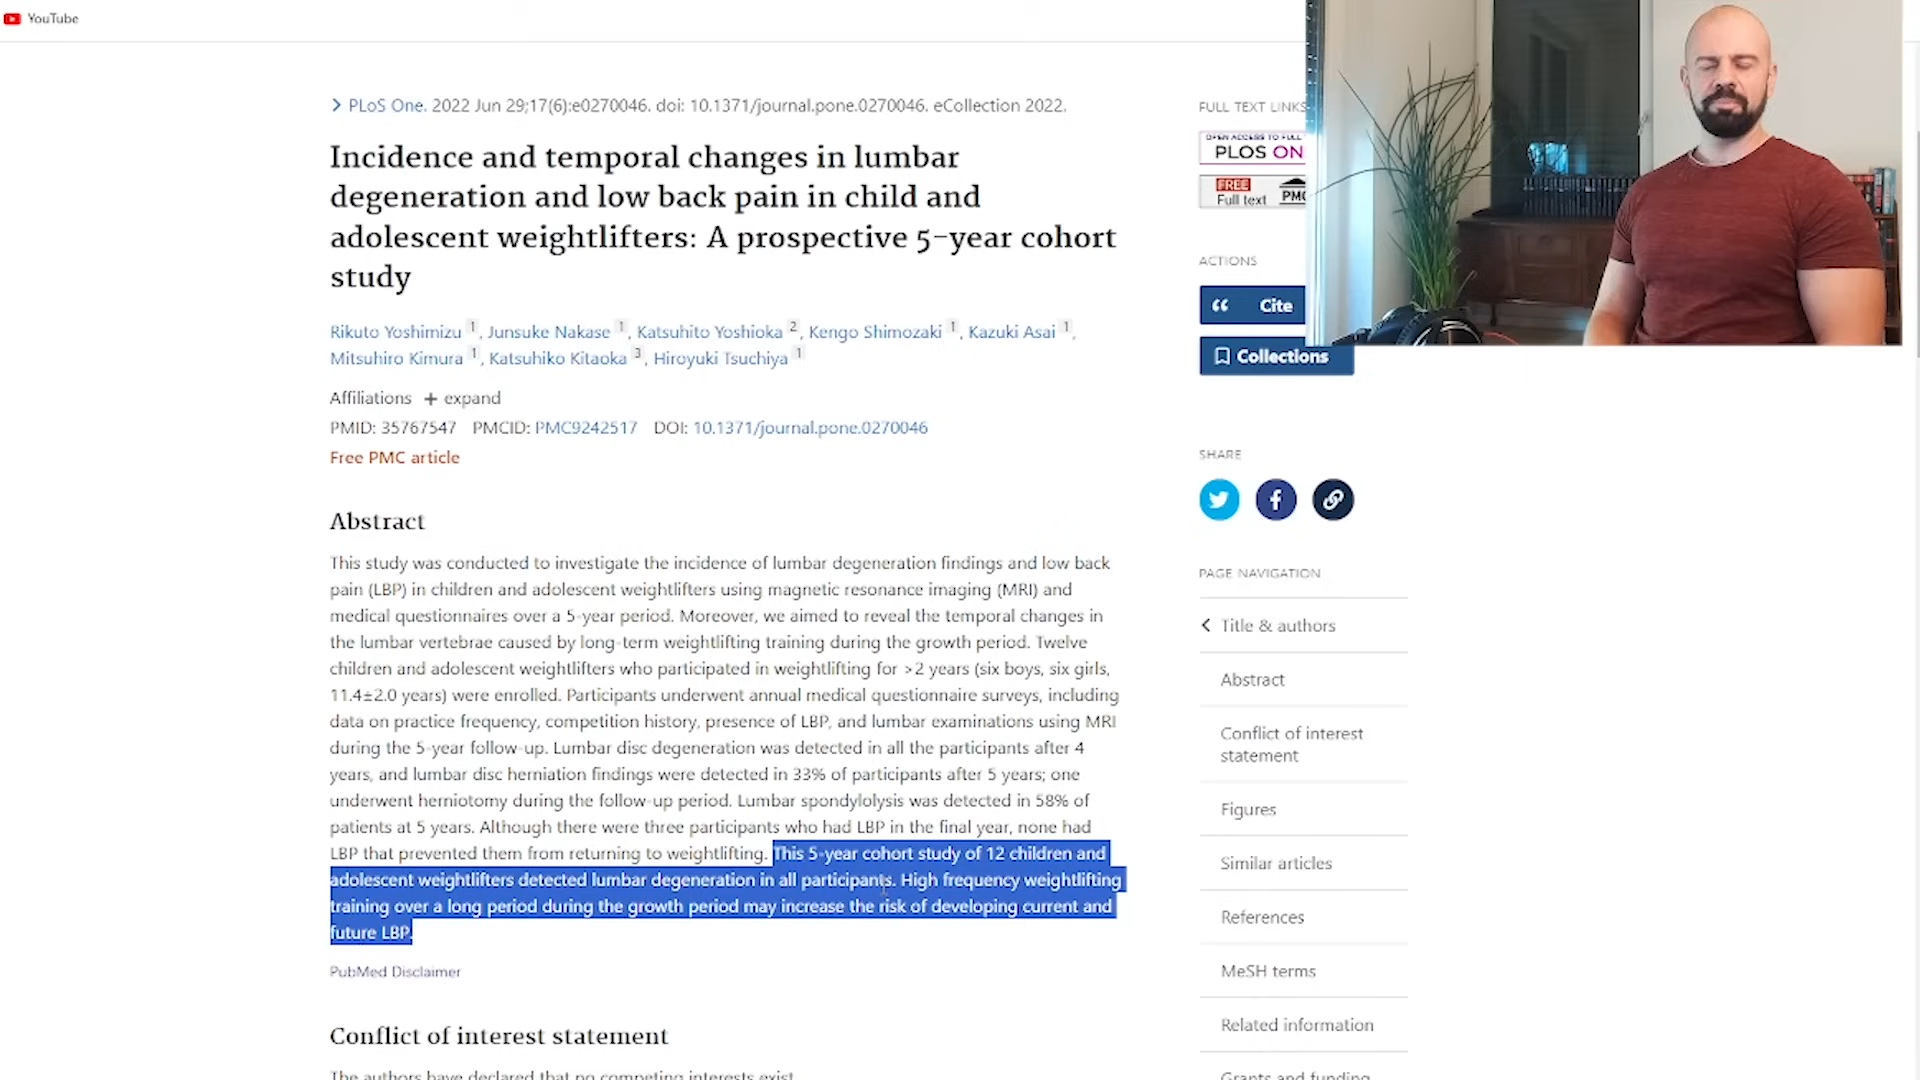 YouTube
PLoS One. 2022 Jun 29;17(6):e0270046. doi: 10.1371/journal.pone.0270046. eCollection 2022.
Incidence and temporal changes in lumbar
degeneration and low back pain in child and
adolescent weightlifters: A prospective 5-year cohort
study
Rikuto Yoshimizu 1, Junsuke Nakase 1, Katsuhito Yoshioka 2, Kengo Shimozaki 1, Kazuki Asai 1,
Mitsuhiro Kimura 1, Katsuhiko Kitaoka 3, Hiroyuki Tsuchiya 1
Affiliations + expand
PMID: 35767547 PMCID: PMC9242517 DOI: 10.1371/journal.pone.0270046
Free PMC article
Abstract
This study was conducted to investigate the incidence of lumbar degeneration findings and low back
pain (LBP) in children and adolescent weightlifters using magnetic resonance imaging (MRI) and
medical questionnaires over a 5-year period. Moreover, we aimed to reveal the temporal changes in
the lumbar vertebrae caused by long-term weightlifting training during the growth period. Twelve
children and adolescent weightlifters who participated in weightlifting for >2 years (six boys, six girls,
11.4±2.0 years) were enrolled. Participants underwent annual medical questionnaire surveys, including
data on practice frequency, competition history, presence of LBP, and lumbar examinations using MRI
during the 5-year follow-up. Lumbar disc degeneration was detected in all the participants after 4
years, and lumbar disc herniation findings were detected in 33% of participants after 5 years; one
underwent herniotomy during the follow-up period. Lumbar spondylolysis was detected in 58% of
patients at 5 years. Although there were three participants who had LBP in the final year, none had
LBP that prevented them from returning to weightlifting. This 5-year cohort study of 12 children and
adolescent weightlifters detected lumbar degeneration in all participants. High frequency weightlifting
training over a long period during the growth period may increase the risk of developing current and
future LBP.
PubMed Disclaimer
Conflict of interest statement
The authors have declared that no competing interests exist.
FULL TEXT LINKS
OPEN ACCESS TO FULL
PLOS ON
FREE
Full text PMC
ACTIONS
Cite
Collections
SHARE
PAGE NAVIGATION
Title & authors
Abstract
Conflict of interest
statement
Figures
Similar articles
References
MeSH terms
Related information
Grants and funding